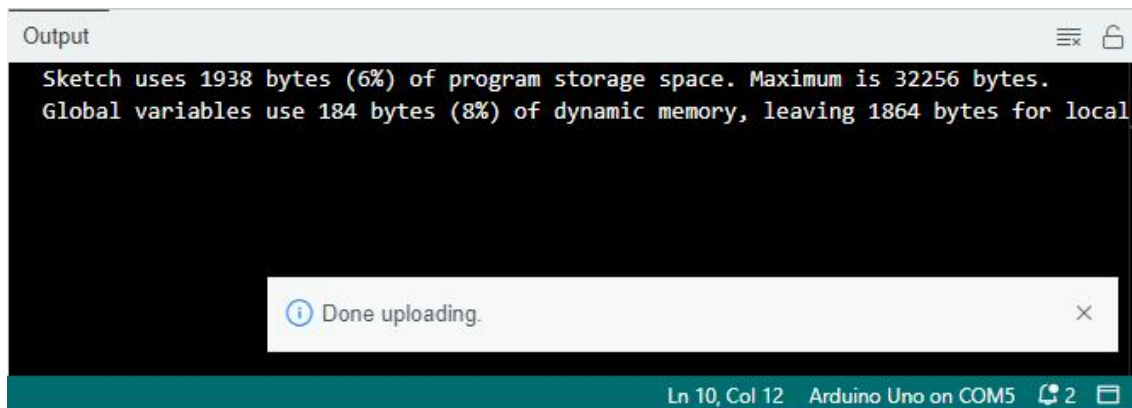 Output
Sketch uses 1938 bytes (6%) of program storage space. Maximum is 32256 bytes.
Global variables use 184 bytes (8%) of dynamic memory, leaving 1864 bytes for local
Done uploading.
Ln 10, Col 12 Arduino Uno on COM5 2